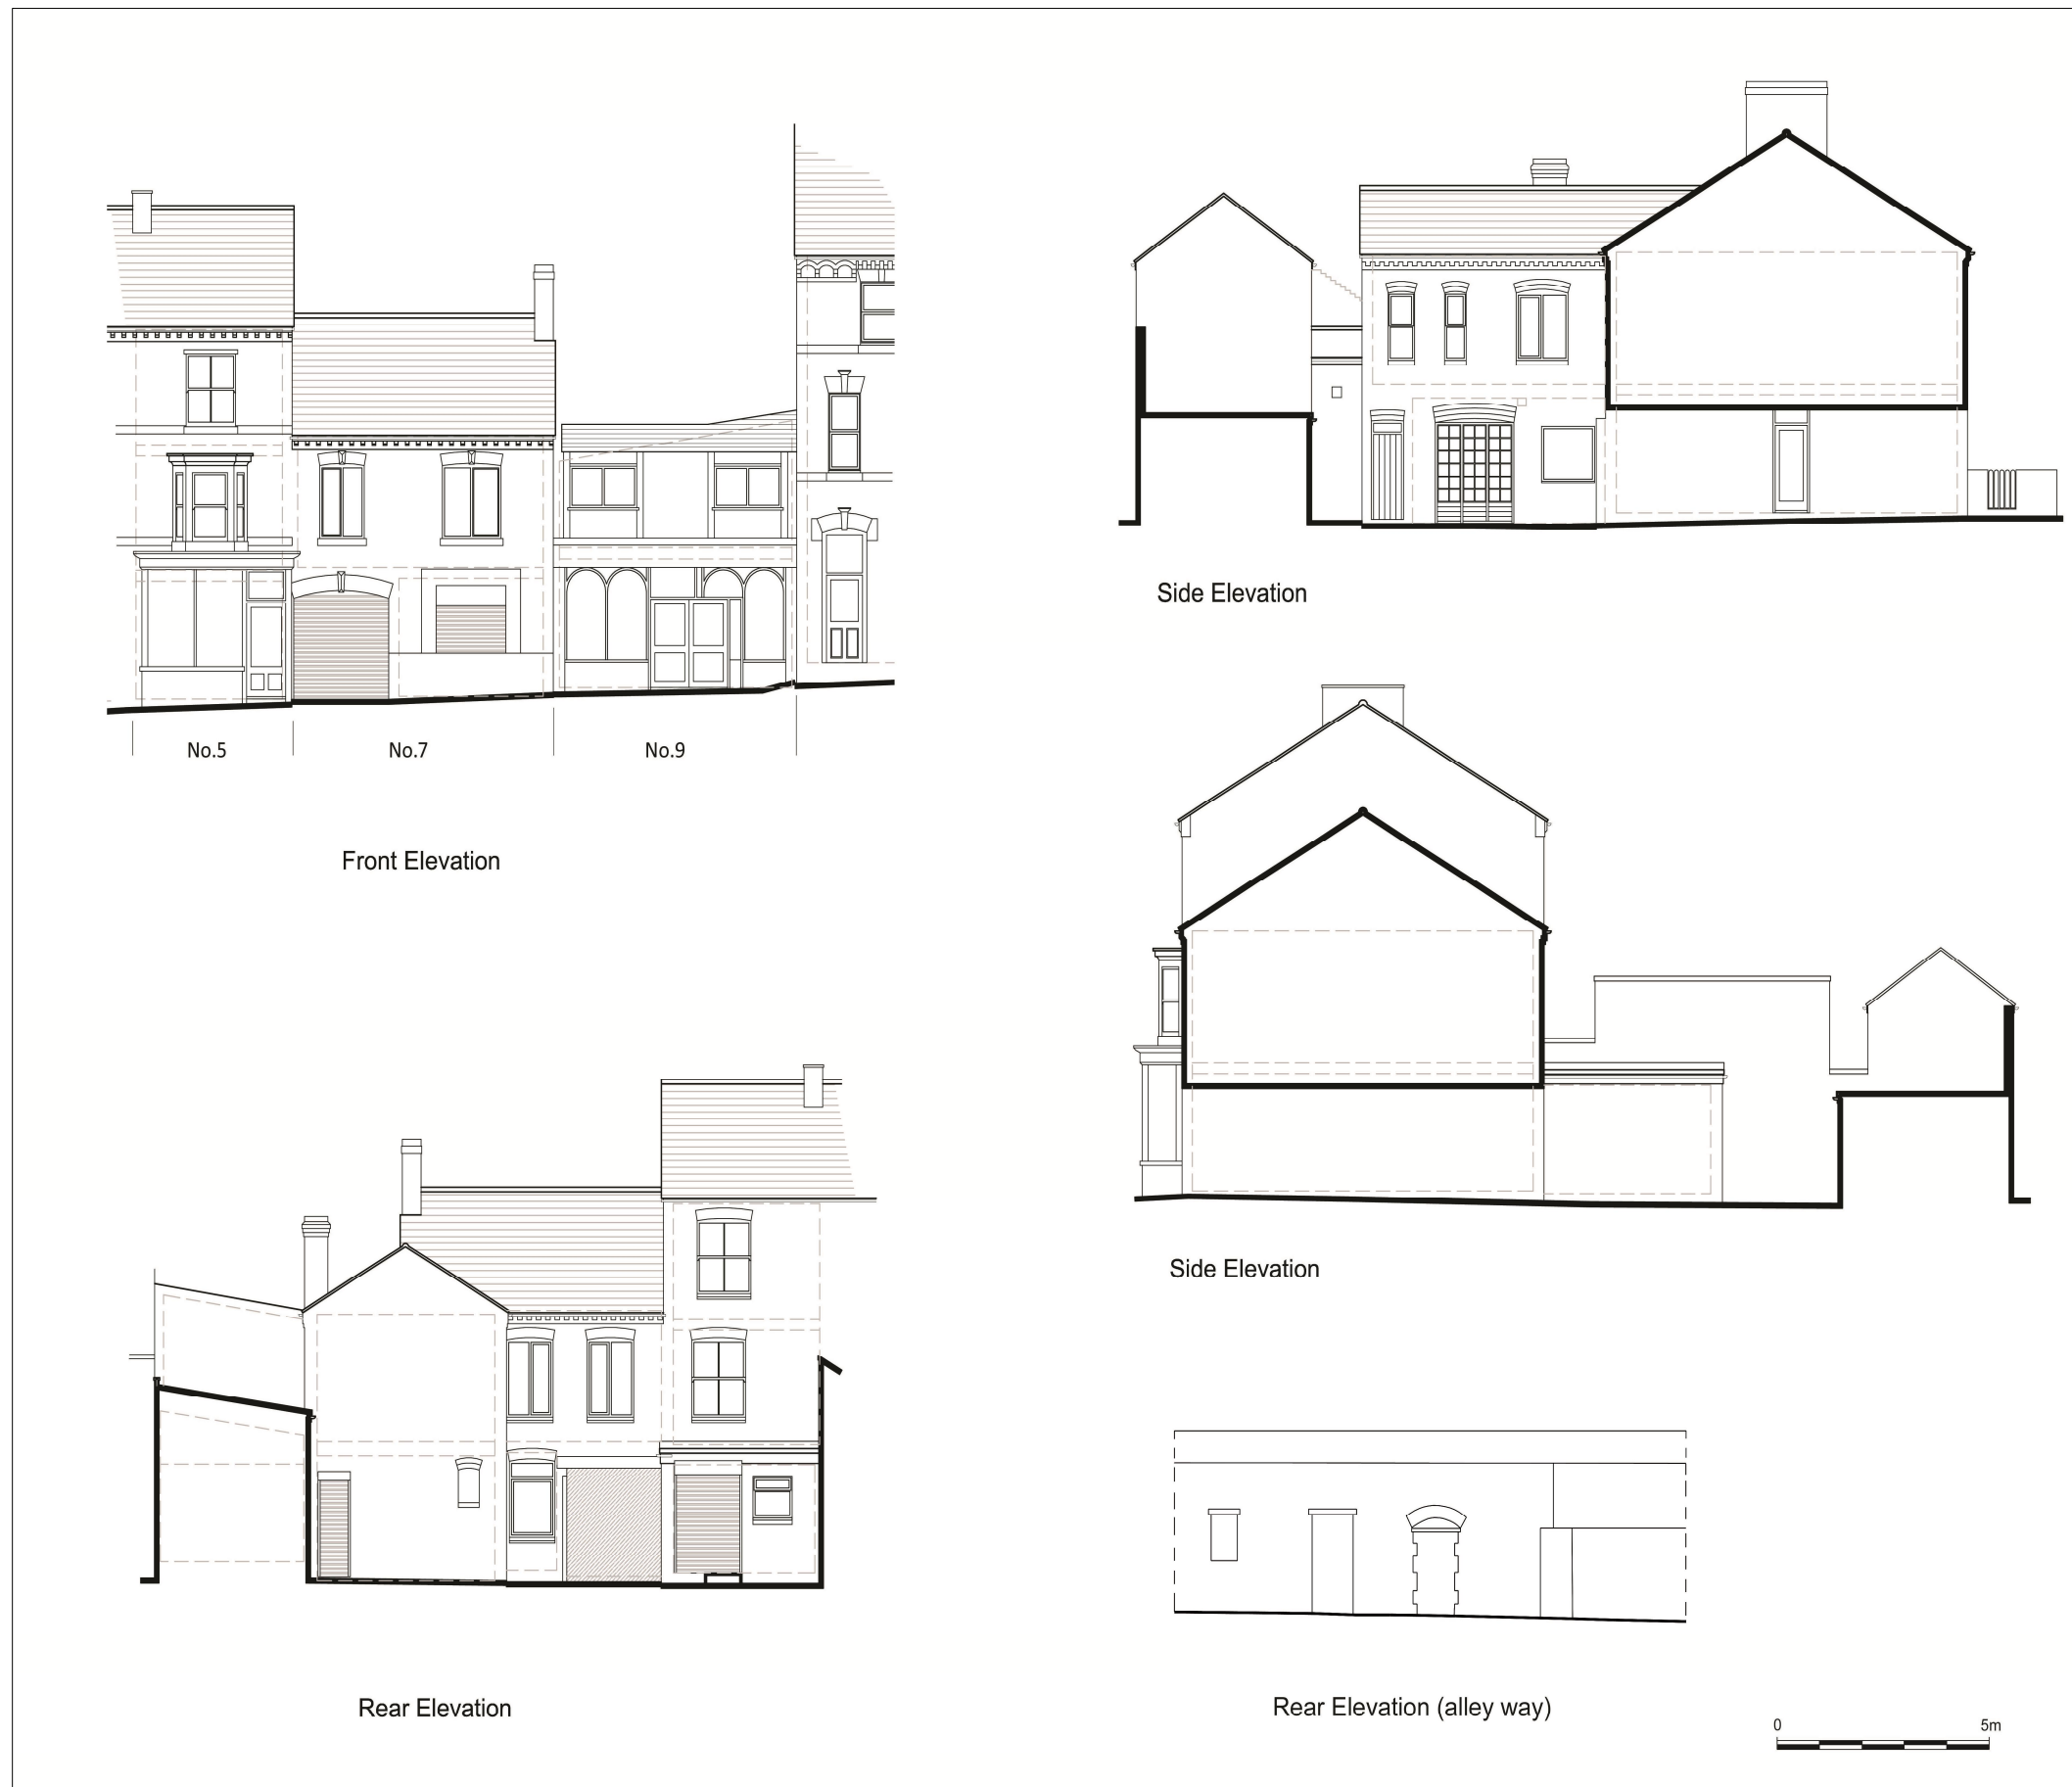 Side Elevation
No.5
No.7
No.9
Front Elevation
Side Elevation
Rear Elevation
Rear Elevation (alley way)
0
5m